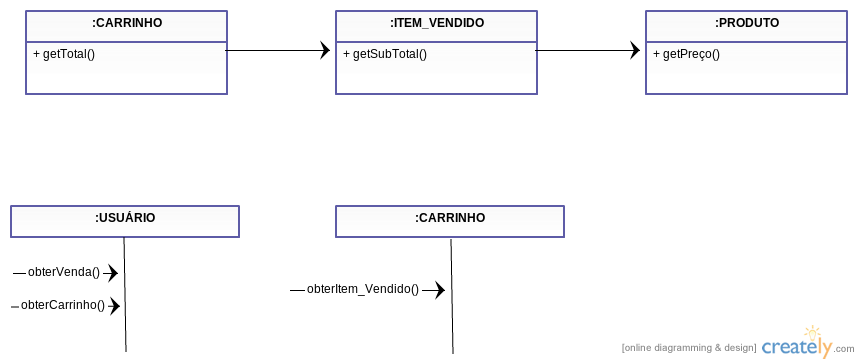 :CARRINHO
:ITEM_VENDIDO
:PRODUTO
+ getTotal()
+ getSubTotal()
+ getPreço()
:USUÁRIO
:CARRINHO
obterVenda()
obterItem_Vendido()
obterCarrinho()
[online diagramming & design] creately.com